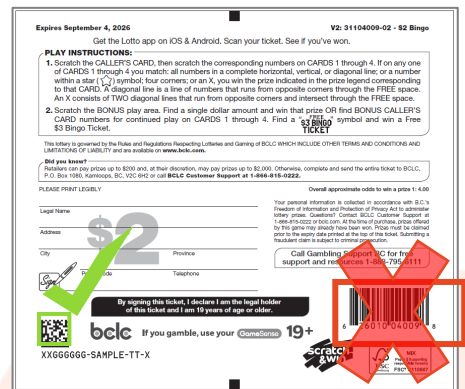 Expires September 4, 2026
V2: 31104009-02 - $2 Bingo
Get the Lotto app on iOS & Android. Scan your ticket. See if you've won.
PLAY INSTRUCTIONS:
1. Scratch the CALLER'S CARD, then scratch the corresponding numbers on CARDS 1 through 4. If on any one
of CARDS 1 through 4 you match: all numbers in a complete horizontal, vertical, or diagonal line; or a number
within a star ( ); four corners; or an X, you win the prize indicated in the prize legend corresponding
to that CARD. A diagonal line is a line of numbers that runs from opposite corners through the FREE space.
An X consists of TWO diagonal lines that run from opposite corners and intersect through the FREE space.
2. Scratch the BONUS play area. Find a single dollar amount and win that prize OR find BONUS CALLER'S
CARD numbers for continued play on CARDS 1 through 4. Find a " FREE $3 BINGO TICKET " symbol and win a Free
$3 Bingo Ticket.
This lottery is governed by the Rules and Regulations Respecting Lotteries and Gaming of BCLC WHICH INCLUDE OTHER TERMS AND CONDITIONS AND
LIMITATIONS OF LIABILITY and are available on www.bclc.com.
Did you know?
Retailers can pay prizes up to $200 and, at their discretion, may pay prizes up to $2,000. Otherwise, complete and send the entire ticket to BCLC,
P.O. Box 1080, Kamloops, BC, V2C 6H2 or call BCLC Customer Support at 1-866-815-0222.
PLEASE PRINT LEGIBLY
Overall approximate odds to win a prize 1: 4.00
Legal Name
Address
City
Province
Telephone
$2
Your personal information is collected in accordance with B.C.'s
Freedom of Information and Protection of Privacy Act to administer
lottery prizes. Questions? Contact BCLC Customer Support at
1-866-815-0222 or bclc.com. At the time of purchase, prizes offered
by this game may already have been won. Prizes must be claimed
prior to the expiry date printed at the top of this ticket. Submitting a
fraudulent claim is subject to criminal prosecution.
Call Gambling Support BC for free
support and resources 1-888-795-6111
By signing this ticket, I declare I am the legal holder
of this ticket and I am 19 years of age or older.
bclc
If you gamble, use your GameSense 19+
XXGGGGGG-SAMPLE-TT-X
6 76010 04009 8
Scratch
& Win
MIX
FSC